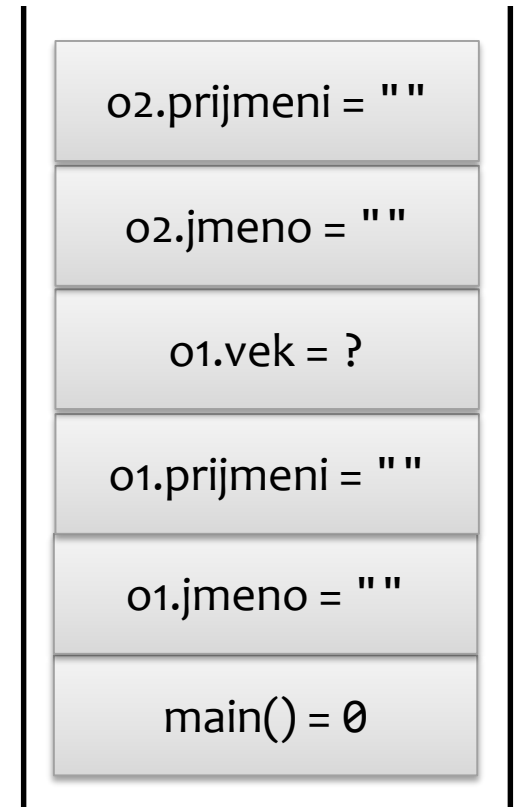 o2.prijmeni = ""
o2.jmeno = ""
o1.vek = ?
o1.prijmeni = ""
o1.jmeno = ""
main() = 0